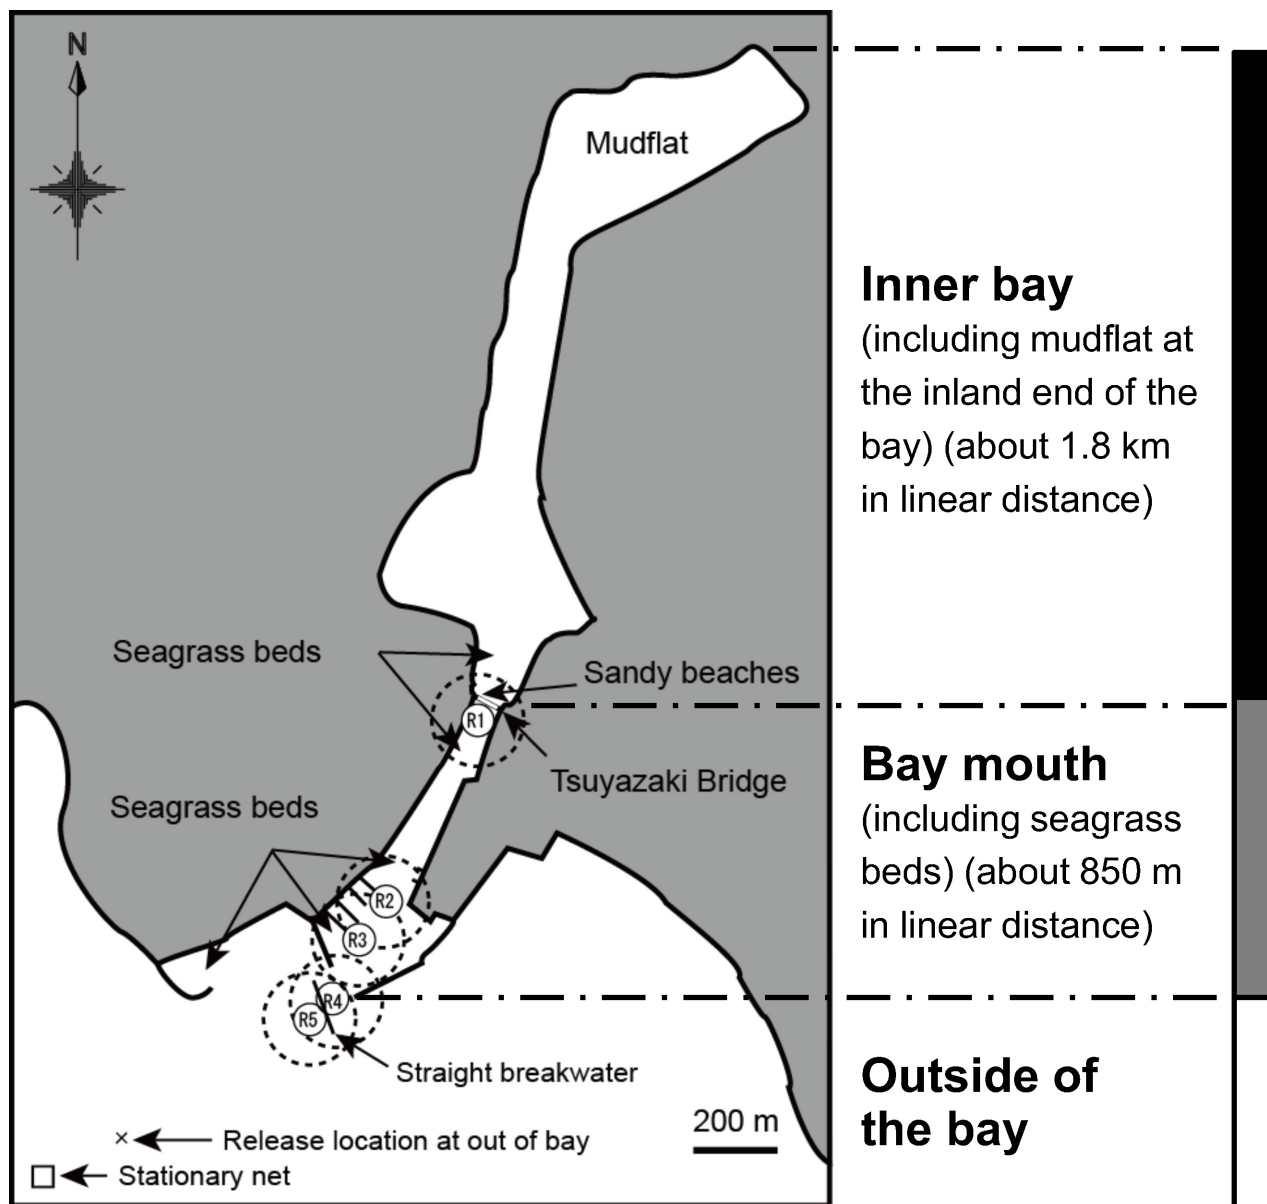 N
Mudflat
Inner bay
(including mudflat at
the inland end of the
bay) (about 1.8 km
in linear distance)
Seagrass beds
Sandy beaches
R1
Tsuyazaki Bridge
Bay mouth
(including seagrass
beds) (about 850 m
in linear distance)
Seagrass beds
R2
R3
R4
R5
Straight breakwater
Outside of
the bay
200 m
× Release location at out of bay
Stationary net